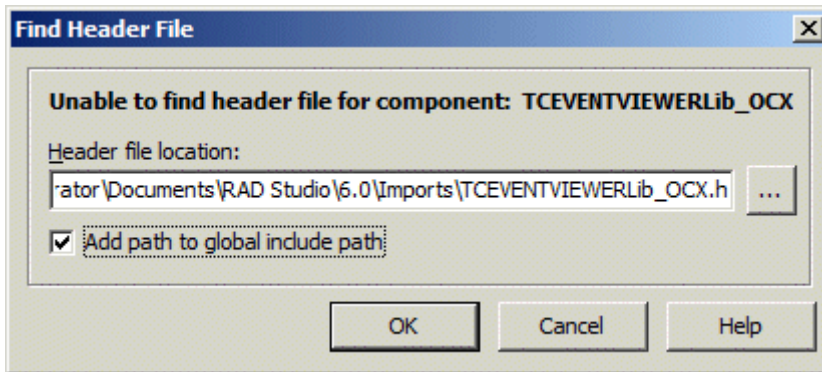 Find Header File
Unable to find header file for component: TCEVENTVIEWERLib_OCX
Header file location:
rator\Documents\RAD Studio\6.0\Imports\TCEVENTVIEWERLib_OCX.h
...
Add path to global include path
OK Cancel Help